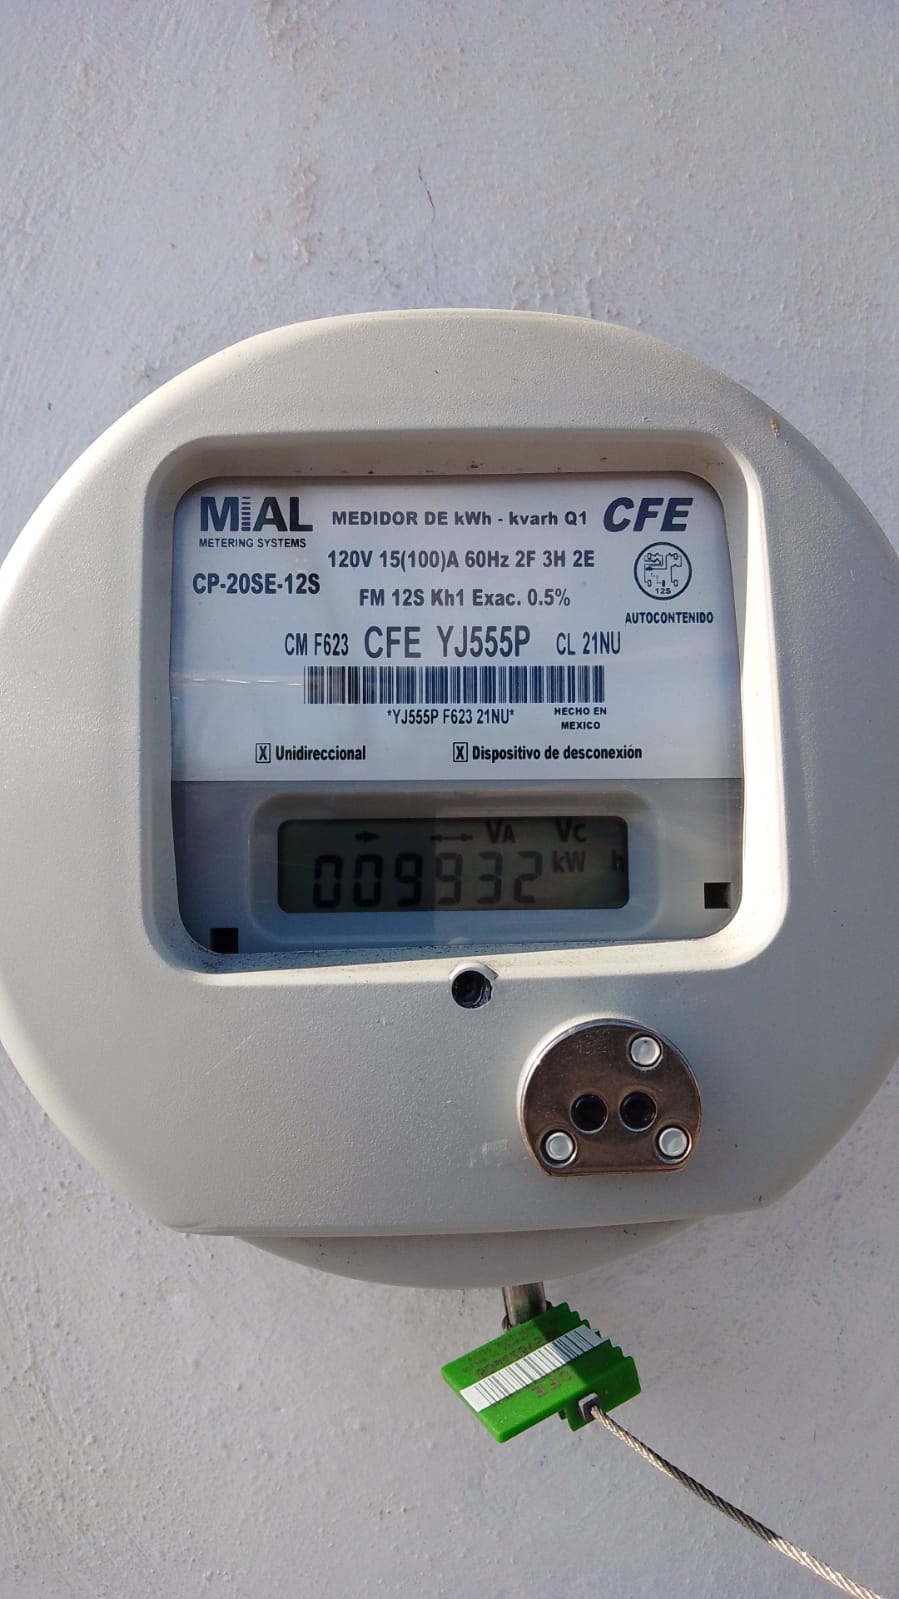 MIAL
METERING SYSTEMS
MEDIDOR DE kWh - kvarh Q1
CFE
120V 15(100)A 60Hz 2F 3H 2E
CP-20SE-12S
FM 12S Kh1 Exac. 0.5%
12S
AUTOCONTENIDO
CM F623 CFE YJ555P CL 21NU
*YJ555P F623 21NU*
HECHO EN
MEXICO
X Unidireccional
X Dispositivo de desconexión
VA VC
009932 kW h
CFE